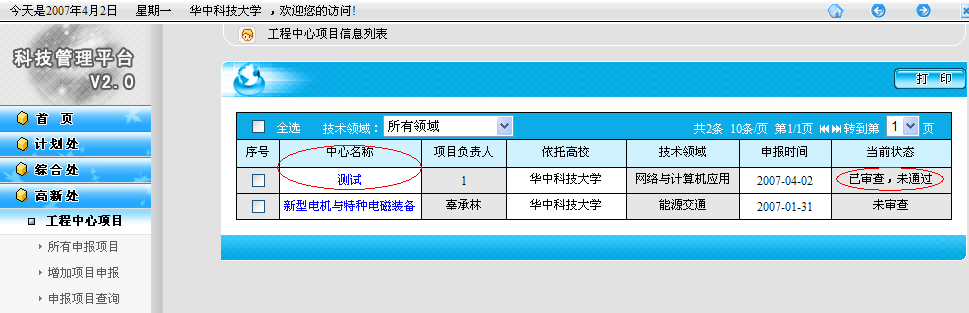 今天是2007年4月2日 星期一 华中科技大学 ，欢迎您的访问!
科技管理平台
V2.0
首 页
计划处
综合处
高新处
工程中心项目
所有申报项目
增加项目申报
申报项目查询
工程中心项目信息列表
打 印
全选 技术领域： 所有领域 共2条 10条/页 第1/1页 转到第 1 页
序号 中心名称 项目负责人 依托高校 技术领域 申报时间 当前状态
测试 1 华中科技大学 网络与计算机应用 2007-04-02 已审查，未通过
新型电机与特种电磁装备 辜承林 华中科技大学 能源交通 2007-01-31 未审查